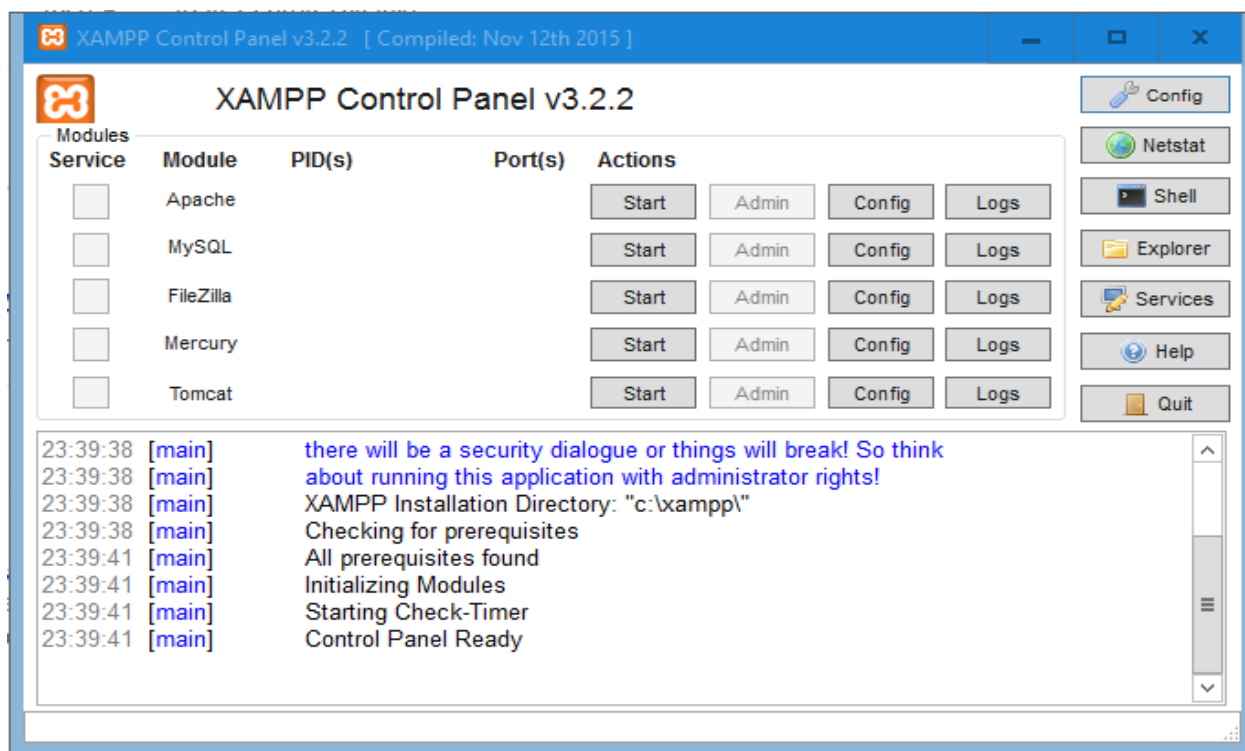 XAMPP Control Panel v3.2.2 [ Compiled: Nov 12th 2015 ]
XAMPP Control Panel v3.2.2
Config
Modules
Service Module PID(s) Port(s) Actions
Netstat
Apache Start Admin Config Logs
Shell
MySQL Start Admin Config Logs
Explorer
FileZilla Start Admin Config Logs
Services
Mercury Start Admin Config Logs
Help
Tomcat Start Admin Config Logs
Quit
23:39:38 [main] there will be a security dialogue or things will break! So think
23:39:38 [main] about running this application with administrator rights!
23:39:38 [main] XAMPP Installation Directory: "c:\xampp\"
23:39:38 [main] Checking for prerequisites
23:39:41 [main] All prerequisites found
23:39:41 [main] Initializing Modules
23:39:41 [main] Starting Check-Timer
23:39:41 [main] Control Panel Ready